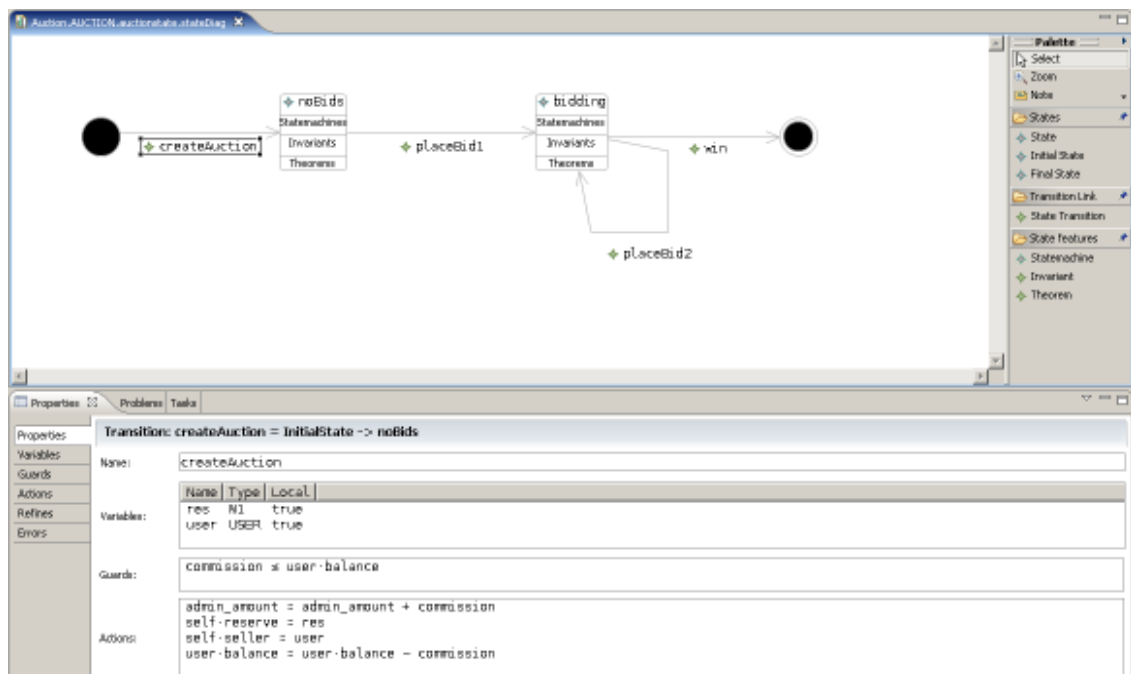 Auction.AUCTION.auctionstate.stateDiag
Palette
Select
Zoom
Note
States
State
Initial State
Final State
Transition Link
State Transition
State features
Statemachine
Invariant
Theorem
noBids
Statemachines
Invariants
Theorems
bidding
Statemachines
Invariants
Theorems
createAuction
placeBid1
win
placeBid2
Properties Problems Tasks
Properties
Variables
Guards
Actions
Refines
Errors
Transition: createAuction = InitialState -> noBids
Name: createAuction
Variables:
Name Type Local
res N1 true
user USER true
Guards:
commission ≤ user·balance
Actions:
admin_amount = admin_amount + commission
self·reserve = res
self·seller = user
user·balance = user·balance − commission